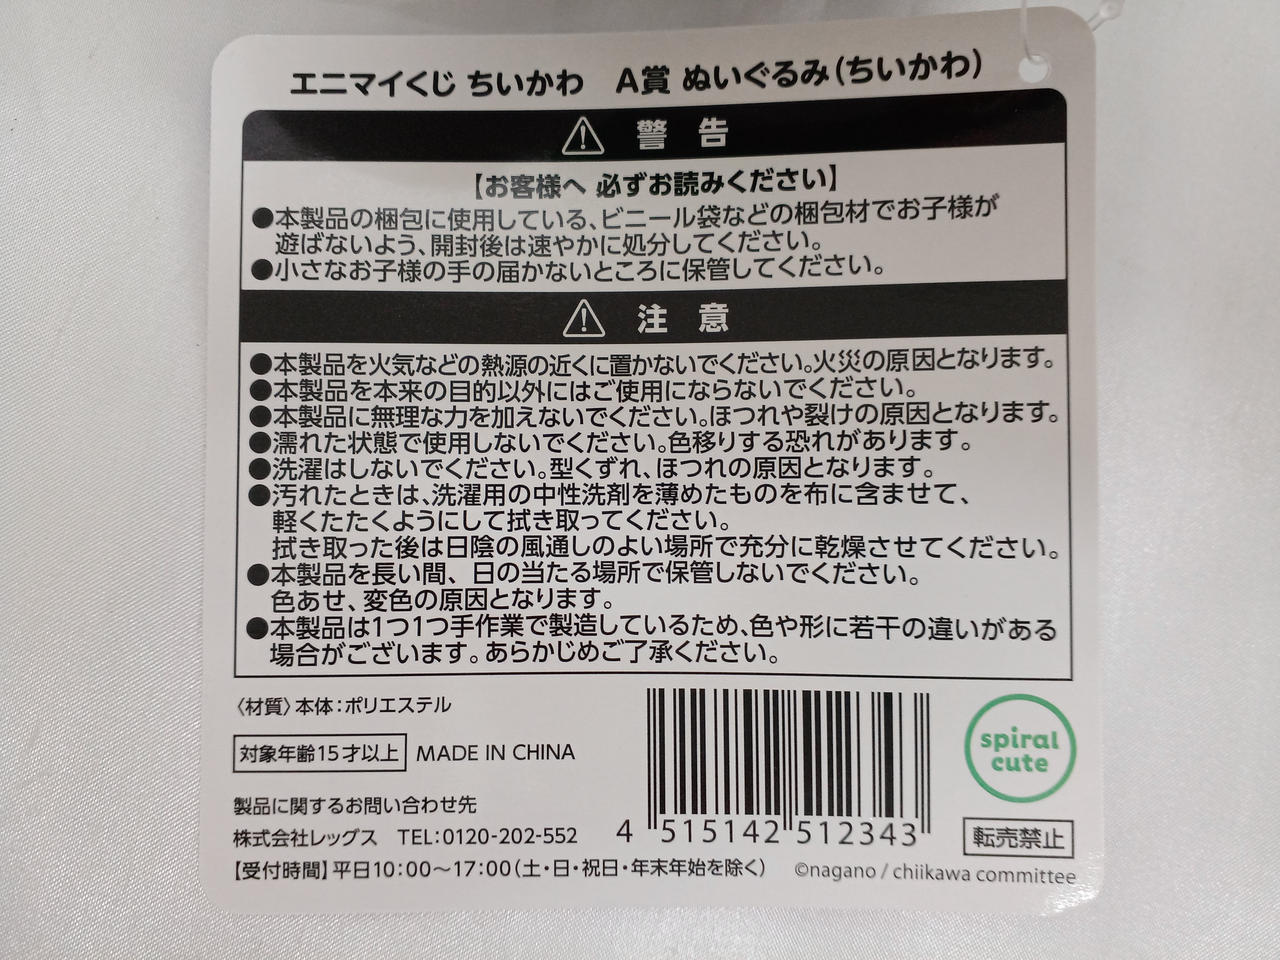 エニマイくじ ちいかわ　A賞 ぬいぐるみ(ちいかわ)
警 告
【お客様へ 必ずお読みください】
●本製品の梱包に使用している、ビニール袋などの梱包材でお子様が
遊ばないよう、開封後は速やかに処分してください。
●小さなお子様の手の届かないところに保管してください。
注 意
●本製品を火気などの熱源の近くに置かないでください。火災の原因となります。
●本製品を本来の目的以外にはご使用にならないでください。
●本製品に無理な力を加えないでください。ほつれや裂けの原因となります。
●濡れた状態で使用しないでください。色移りする恐れがあります。
●洗濯はしないでください。型くずれ、ほつれの原因となります。
●汚れたときは、洗濯用の中性洗剤を薄めたものを布に含ませて、
軽くたたくようにして拭き取ってください。
拭き取った後は日陰の風通しのよい場所で充分に乾燥させてください。
●本製品を長い間、日の当たる場所で保管しないでください。
色あせ、変色の原因となります。
●本製品は1つ1つ手作業で製造しているため、色や形に若干の違いがある
場合がございます。あらかじめご了承ください。
〈材質〉本体：ポリエステル
対象年齢15才以上 MADE IN CHINA
製品に関するお問い合わせ先
株式会社レッグス　TEL：0120-202-552
【受付時間】平日10：00～17：00（土・日・祝日・年末年始を除く）
4 515142 512343
spiral
cute
転売禁止
©nagano / chiikawa committee